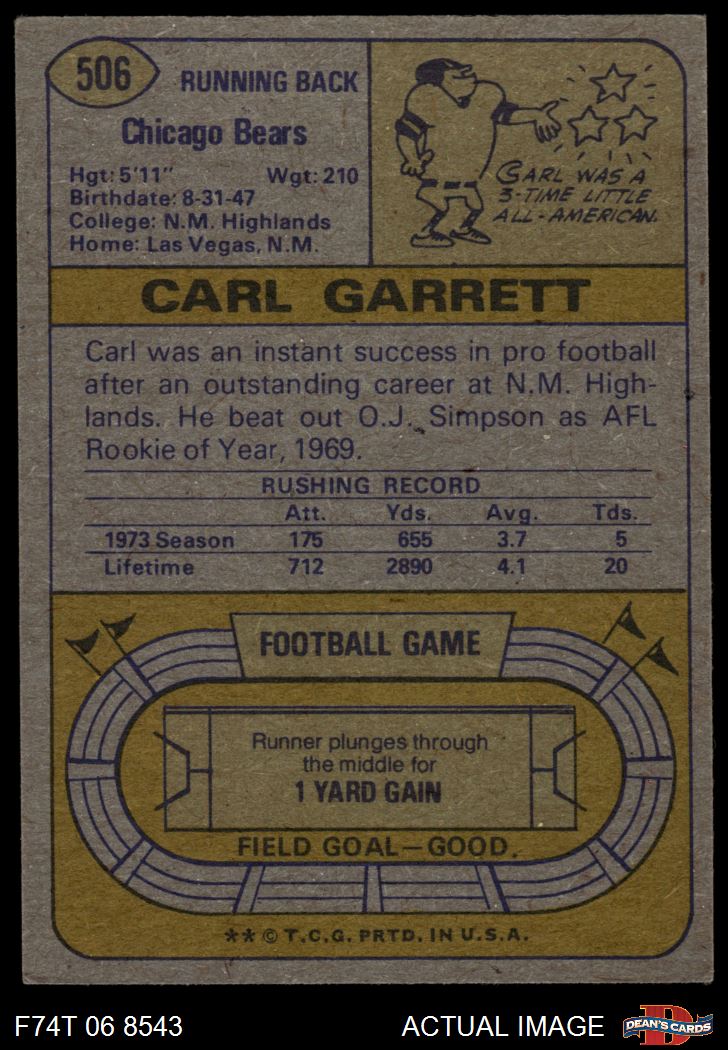 506
RUNNING BACK
Chicago Bears
Hgt: 5'11" Wgt: 210
Birthdate: 8-31-47
College: N.M. Highlands
Home: Las Vegas, N.M.
CARL WAS A
3-TIME LITTLE
ALL-AMERICAN.
CARL GARRETT
Carl was an instant success in pro football
after an outstanding career at N.M. High-
lands. He beat out O.J. Simpson as AFL
Rookie of Year, 1969.
RUSHING RECORD
Att. Yds. Avg. Tds.
1973 Season 175 655 3.7 5
Lifetime 712 2890 4.1 20
FOOTBALL GAME
Runner plunges through
the middle for
1 YARD GAIN
FIELD GOAL—GOOD.
** © T.C.G. PRTD. IN U.S.A.
F74T 06 8543 ACTUAL IMAGE
D
DEAN'S CARDS